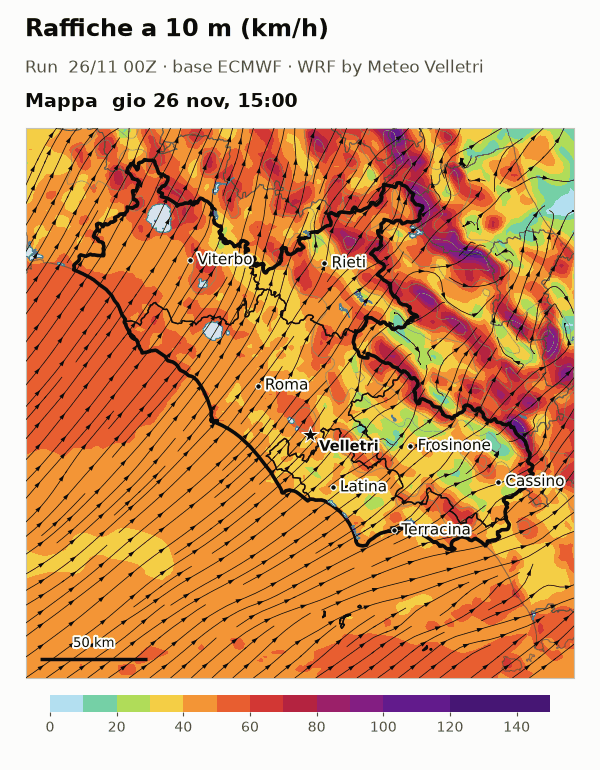 Raffiche a 10 m (km/h)
Run  26/11 00Z · base ECMWF · WRF by Meteo Velletri
Mappa  gio 26 nov, 15:00
Viterbo
Rieti
Roma
Velletri
Frosinone
Cassino
Latina
Terracina
50 km
0 20 40 60 80 100 120 140